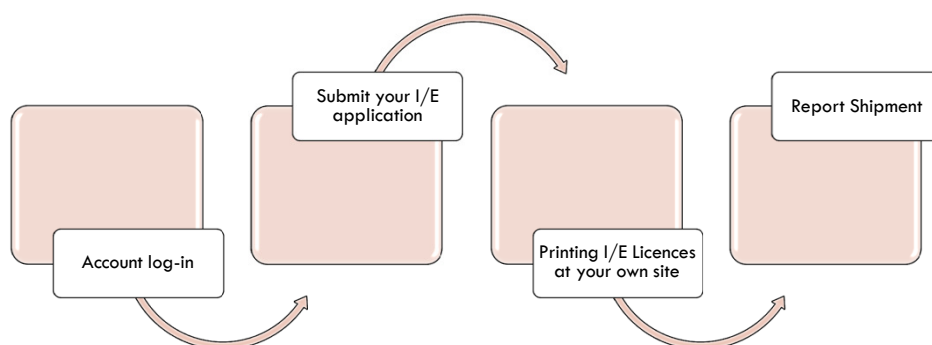 Account log-in
Submit your I/E
application
Printing I/E Licences
at your own site
Report Shipment